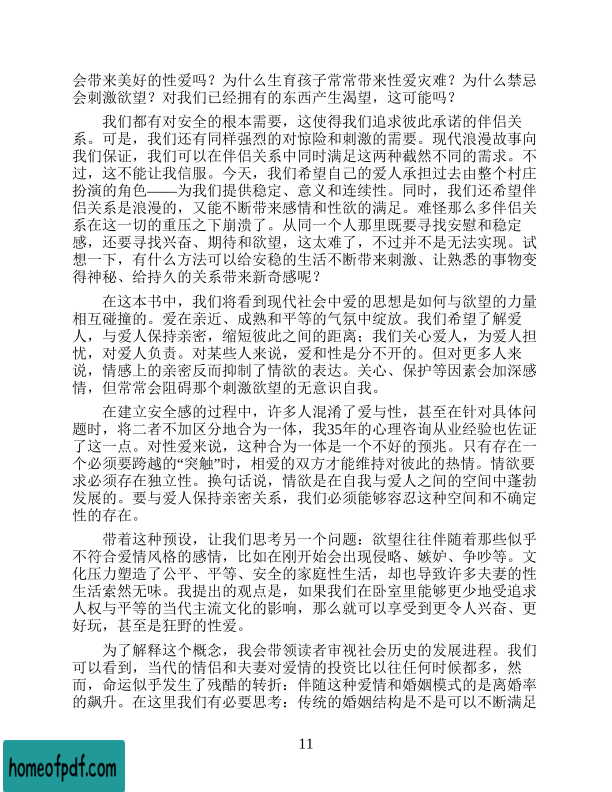 会带来美好的性爱吗？为什么生育孩子常常带来性爱灾难？为什么禁忌
会刺激欲望？对我们已经拥有的东西产生渴望，这可能吗？
我们都有对安全的根本需要，这使得我们追求彼此承诺的伴侣关
系。可是，我们还有同样强烈的对惊险和刺激的需要。现代浪漫故事向
我们保证，我们可以在伴侣关系中同时满足这两种截然不同的需求。不
过，这不能让我信服。今天，我们希望自己的爱人承担过去由整个村庄
扮演的角色——为我们提供稳定、意义和连续性。同时，我们还希望伴
侣关系是浪漫的，又能不断带来感情和性欲的满足。难怪那么多伴侣关
系在这一切的重压之下崩溃了。从同一个人那里既要寻找安慰和稳定
感，还要寻找兴奋、期待和欲望，这太难了，不过并不是无法实现。试
想一下，有什么方法可以给安稳的生活不断带来刺激、让熟悉的事物变
得神秘、给持久的关系带来新奇感呢？
在这本书中，我们将看到现代社会中爱的思想是如何与欲望的力量
相互碰撞的。爱在亲近、成熟和平等的气氛中绽放。我们希望了解爱
人，与爱人保持亲密，缩短彼此之间的距离；我们关心爱人，为爱人担
忧，对爱人负责。对某些人来说，爱和性是分不开的。但对更多人来
说，情感上的亲密反而抑制了情欲的表达。关心、保护等因素会加深感
情，但常常会阻碍那个刺激欲望的无意识自我。
在建立安全感的过程中，许多人混淆了爱与性，甚至在针对具体问
题时，将二者不加区分地合为一体，我35年的心理咨询从业经验也佐证
了这一点。对性爱来说，这种合为一体是一个不好的预兆。只有存在一
个必须要跨越的“突触”时，相爱的双方才能维持对彼此的热情。情欲要
求必须存在独立性。换句话说，情欲是在自我与爱人之间的空间中蓬勃
发展的。要与爱人保持亲密关系，我们必须能够容忍这种空间和不确定
性的存在。
带着这种预设，让我们思考另一个问题：欲望往往伴随着那些似乎
不符合爱情风格的感情，比如在刚开始会出现侵略、嫉妒、争吵等。文
化压力塑造了公平、平等、安全的家庭性生活，却也导致许多夫妻的性
生活索然无味。我提出的观点是，如果我们在卧室里能够更少地受追求
人权与平等的当代主流文化的影响，那么就可以享受到更令人兴奋、更
好玩，甚至是狂野的性爱。
为了解释这个概念，我会带领读者审视社会历史的发展进程。我们
可以看到，当代的情侣和夫妻对爱情的投资比以往任何时候都多，然
而，命运似乎发生了残酷的转折：伴随这种爱情和婚姻模式的是离婚率
的飙升。在这里我们有必要思考：传统的婚姻结构是不是可以不断满足
11
homeofpdf.com